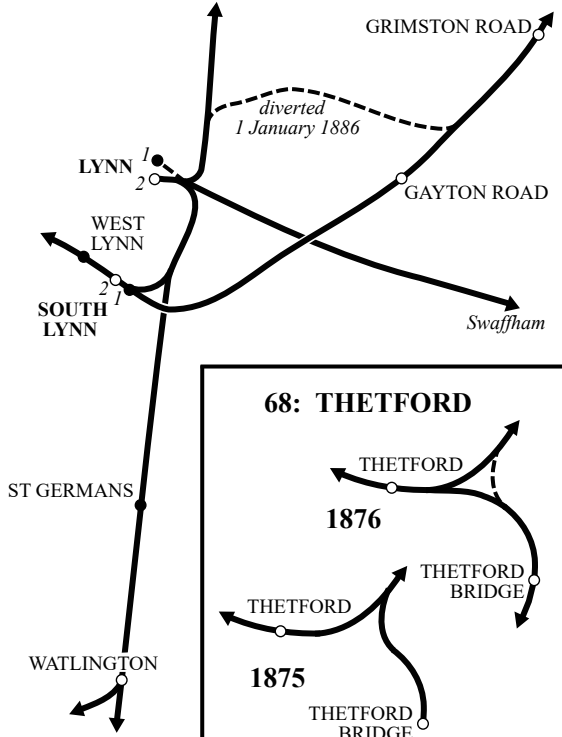 GRIMSTON ROAD
diverted
1 January 1886
1
LYNN
2
GAYTON ROAD
WEST
LYNN
2
1
SOUTH
LYNN
Swaffham
68: THETFORD
THETFORD
ST GERMANS
1876
THETFORD
BRIDGE
THETFORD
WATLINGTON
1875
THETFORD
BRIDGE